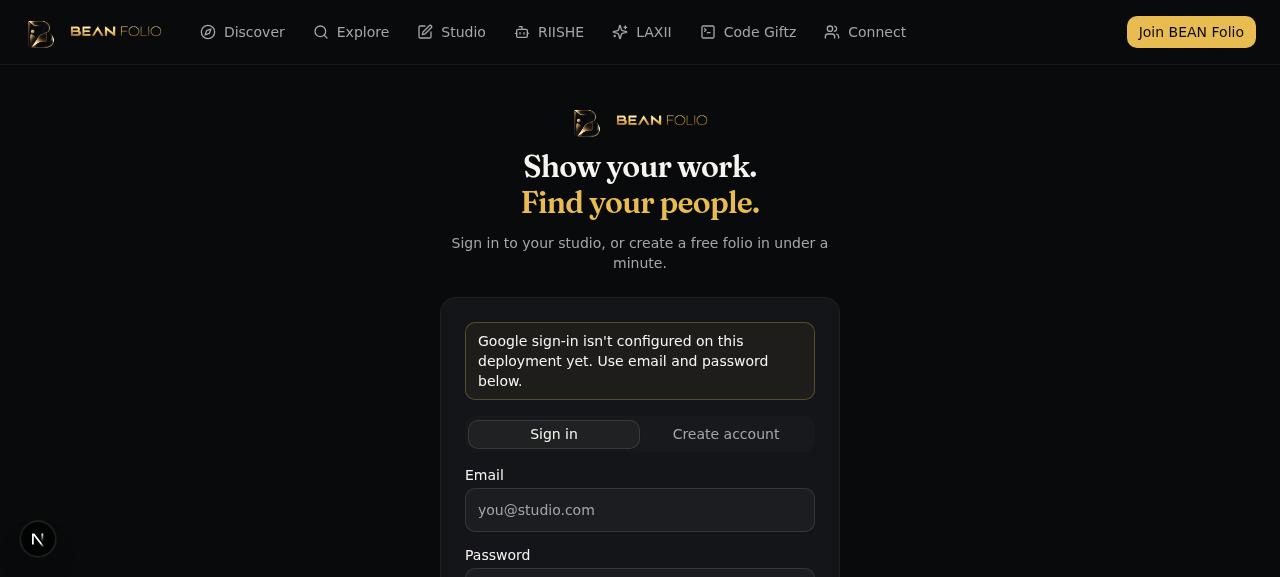 BEAN FOLIO
Discover
Explore
Studio
RIISHE
LAXII
Code Giftz
Connect
Join BEAN Folio
BEAN FOLIO
Show your work.
Find your people.
Sign in to your studio, or create a free folio in under a
minute.
Google sign-in isn't configured on this
deployment yet. Use email and password
below.
Sign in
Create account
Email
you@studio.com
Password
N